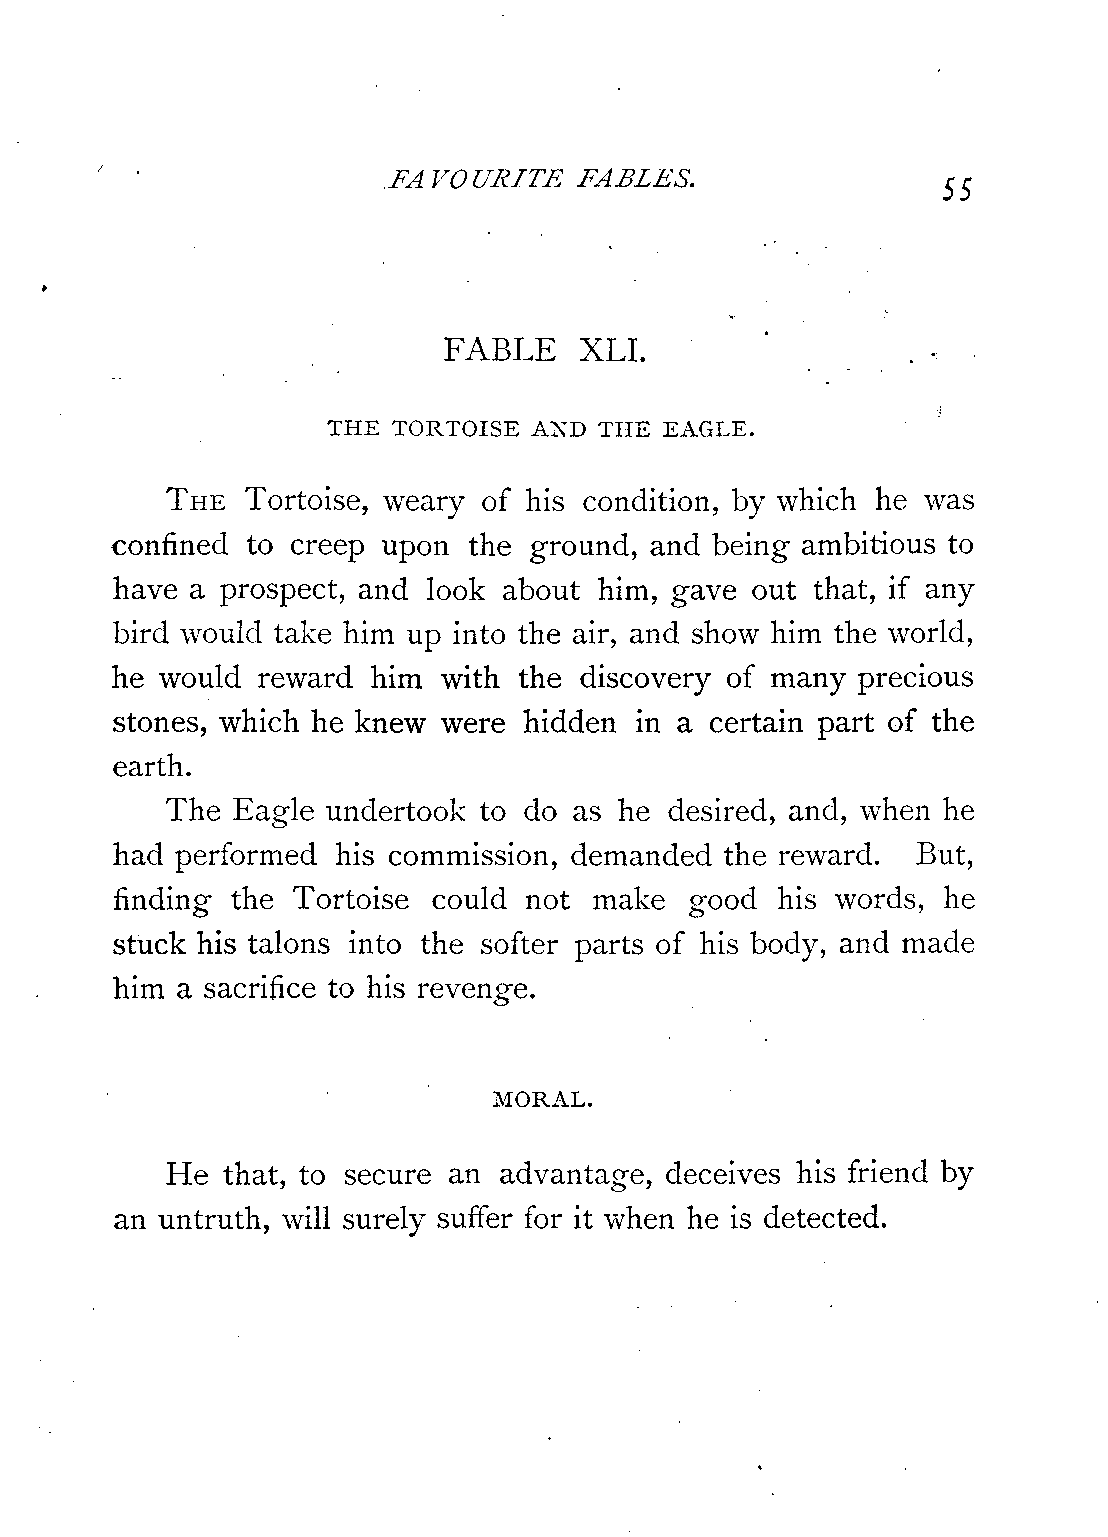 FAVOURITE FABLES.
55
FABLE XLI.
THE TORTOISE AND THE EAGLE.
THE Tortoise, weary of his condition, by which he was
confined to creep upon the ground, and being ambitious to
have a prospect, and look about him, gave out that, if any
bird would take him up into the air, and show him the world,
he would reward him with the discovery of many precious
stones, which he knew were hidden in a certain part of the
earth.
The Eagle undertook to do as he desired, and, when he
had performed his commission, demanded the reward. But,
finding the Tortoise could not make good his words, he
stuck his talons into the softer parts of his body, and made
him a sacrifice to his revenge.
MORAL.
He that, to secure an advantage, deceives his friend by
an untruth, will surely suffer for it when he is detected.